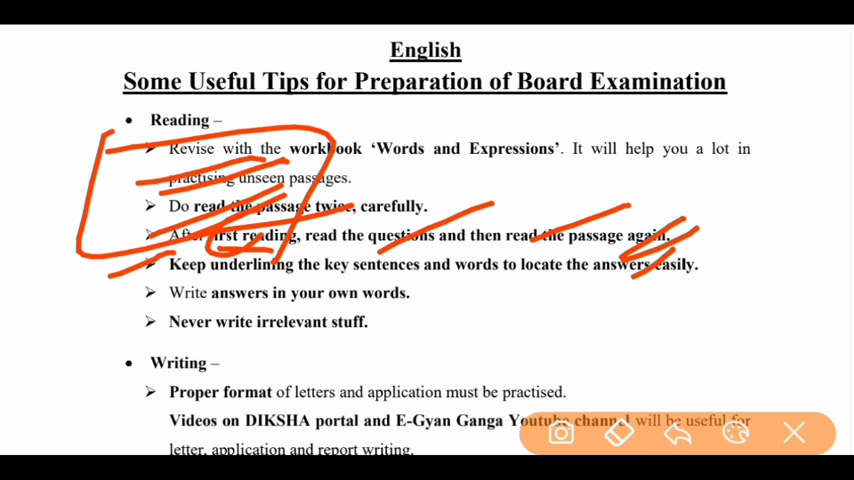 English
Some Useful Tips for Preparation of Board Examination
• Reading –
➢ Revise with the workbook ‘Words and Expressions’. It will help you a lot in
practising unseen passages.
➢ Do read the passage twice, carefully.
➢ After first reading, read the questions and then read the passage again.
➢ Keep underlining the key sentences and words to locate the answers easily.
➢ Write answers in your own words.
➢ Never write irrelevant stuff.
• Writing –
➢ Proper format of letters and application must be practised.
Videos on DIKSHA portal and E-Gyan Ganga Youtube channel will be useful for
letter, application and report writing.